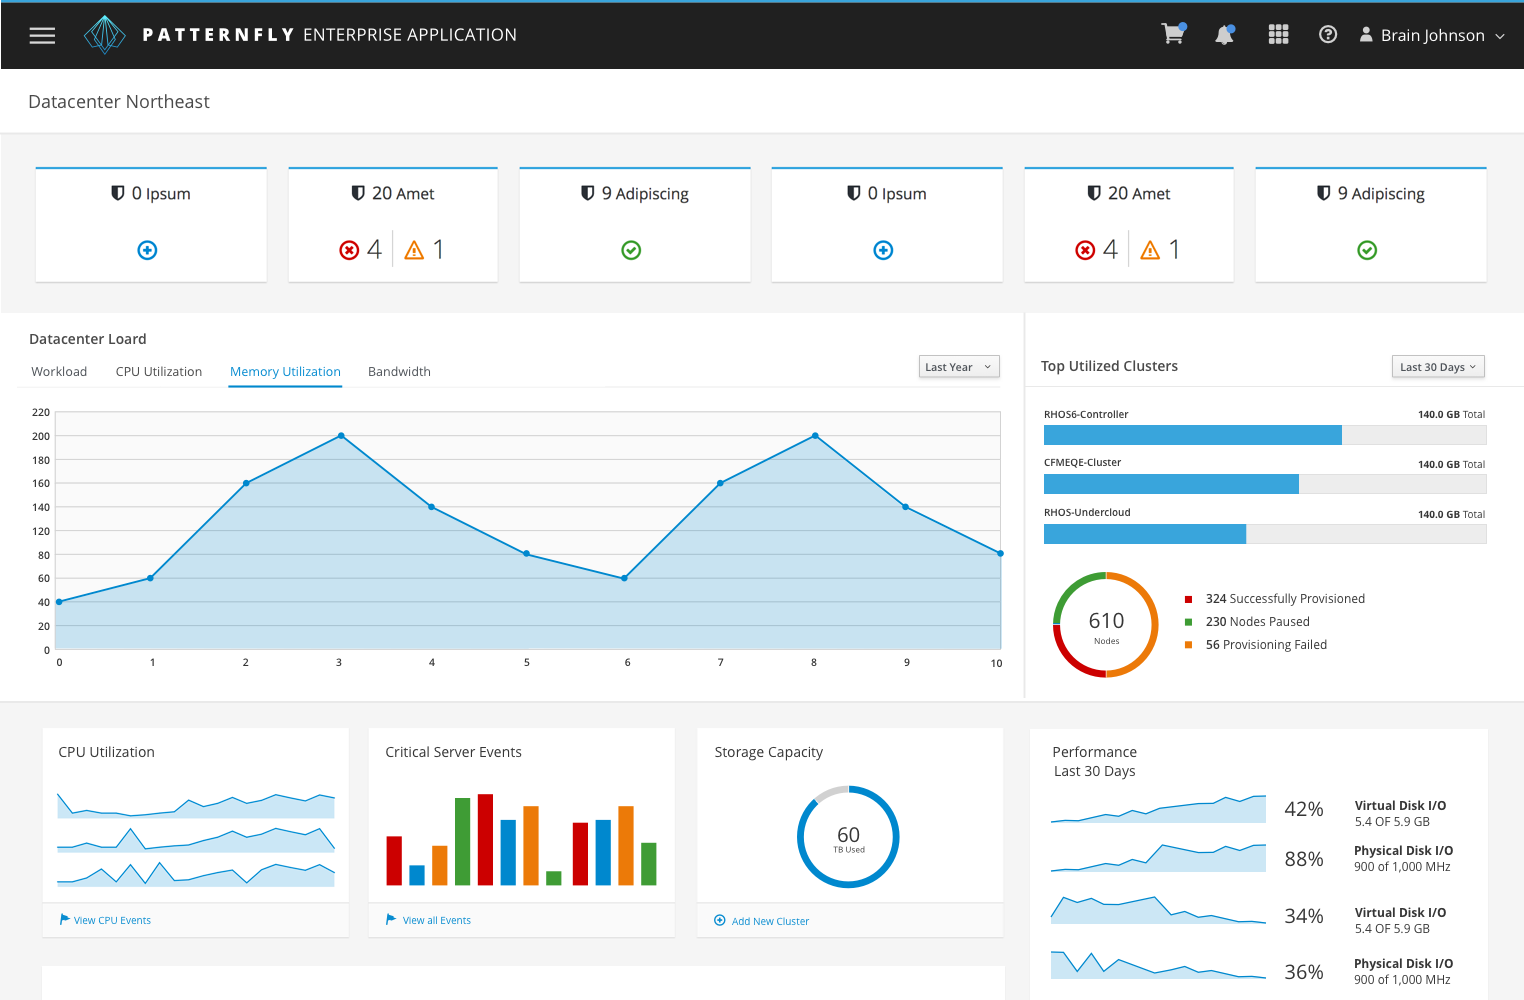 PATTERNFLY ENTERPRISE APPLICATION
Brain Johnson
Datacenter Northeast
0 Ipsum
20 Amet
4
1
9 Adipiscing
0 Ipsum
20 Amet
4
1
9 Adipiscing
Datacenter Loard
Workload
CPU Utilization
Memory Utilization
Bandwidth
Last Year
220
200
180
160
140
120
80
60
40
20
0
0
1
2
3
4
5
6
7
8
9
10
Top Utilized Clusters
Last 30 Days
RHOS6-Controller
140.0 GB Total
CFMEQE-Cluster
140.0 GB Total
RHOS-Undercloud
140.0 GB Total
610
Nodes
324 Successfully Provisioned
230 Nodes Paused
56 Provisioning Failed
CPU Utilization
View CPU Events
Critical Server Events
View all Events
Storage Capacity
60
TB Used
Add New Cluster
Performance
Last 30 Days
42%
Virtual Disk I/O
5.4 OF 5.9 GB
88%
Physical Disk I/O
900 of 1,000 MHz
34%
Virtual Disk I/O
5.4 OF 5.9 GB
36%
Physical Disk I/O
900 of 1,000 MHz